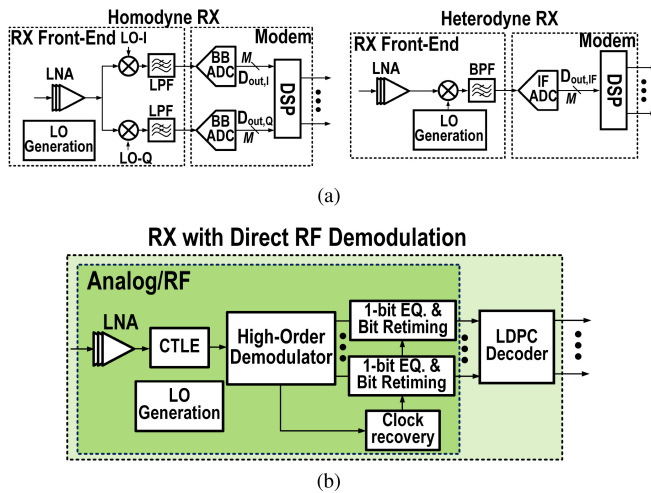 Homodyne RX
RX Front-End
LO-I
LNA
LPF
LPF
LO
Generation
LO-Q
Modem
BB
ADC
M
Dout,I
BB
ADC
Dout,Q
M
DSP
Heterodyne RX
RX Front-End
LNA
BPF
LO
Generation
Modem
IF
ADC
Dout,IF
M
DSP
(a)
RX with Direct RF Demodulation
Analog/RF
LNA
CTLE
LO
Generation
High-Order
Demodulator
1-bit EQ. &
Bit Retiming
1-bit EQ. &
Bit Retiming
Clock
recovery
LDPC
Decoder
(b)